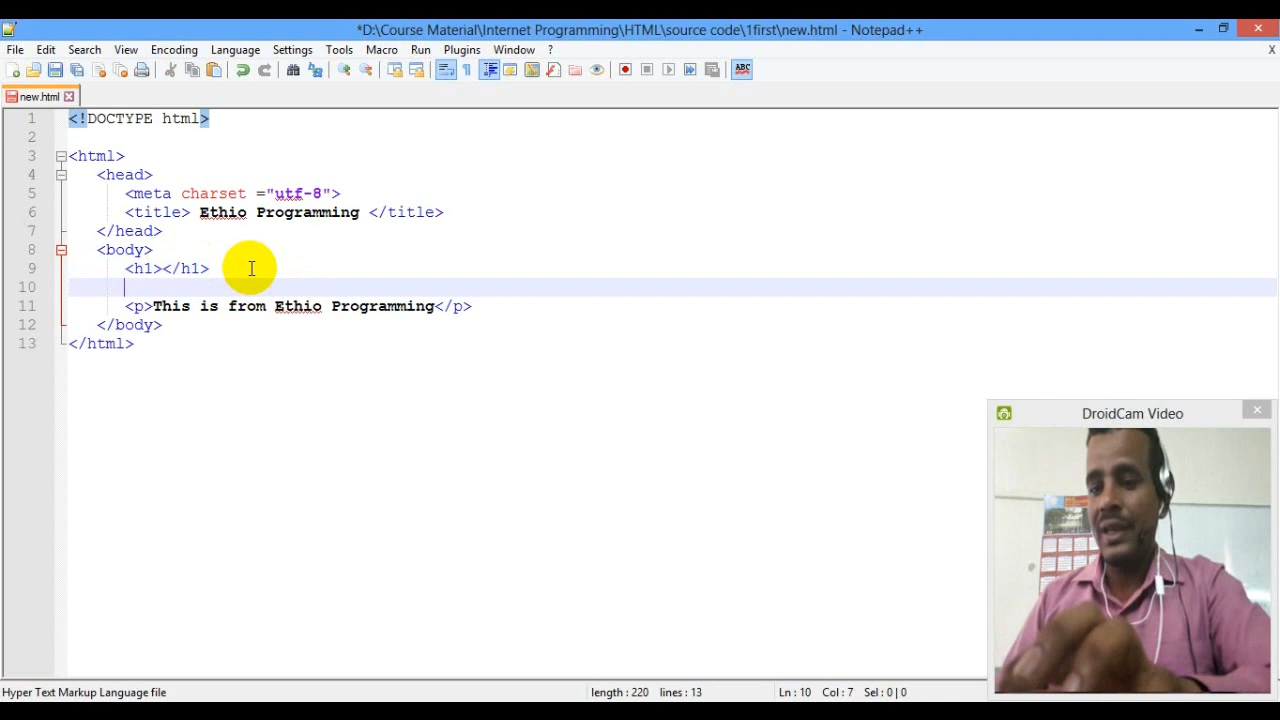 *D:\Course Material\Internet Programming\HTML\source code\1first\new.html - Notepad++
File Edit Search View Encoding Language Settings Tools Macro Run Plugins Window ? X
ABC
new.html
1 <!DOCTYPE html>
2
3 <html>
4 <head>
5 <meta charset ="utf-8">
6 <title> Ethio Programming </title>
7 </head>
8 <body>
9 <h1></h1>
10
11 <p>This is from Ethio Programming</p>
12 </body>
13 </html>
DroidCam Video
Hyper Text Markup Language file length : 220 lines : 13 Ln : 10 Col : 7 Sel : 0 | 0